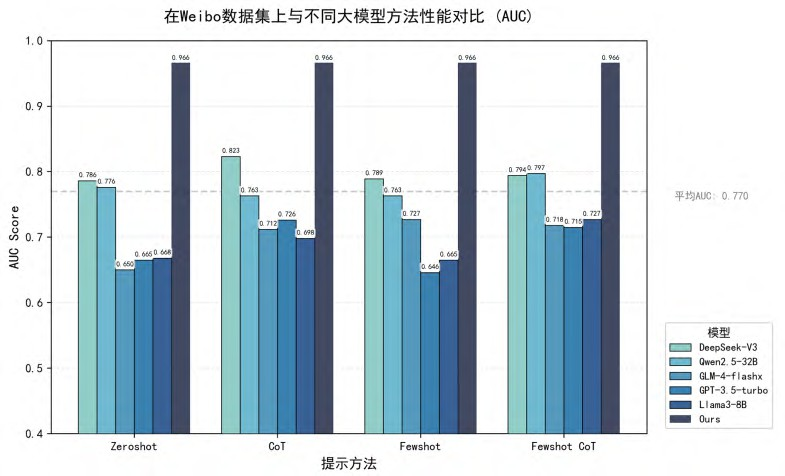 在Weibo数据集上与不同大模型方法性能对比 (AUC)
AUC Score
1.0
0.9
0.8
0.7
0.6
0.5
0.4
0.786
0.776
0.650
0.665
0.668
0.966
0.823
0.763
0.712
0.726
0.698
0.966
0.789
0.763
0.727
0.646
0.665
0.966
0.794
0.797
0.718
0.715
0.727
0.966
平均AUC: 0.770
Zeroshot
CoT
Fewshot
Fewshot CoT
提示方法
模型
DeepSeek-V3
Qwen2.5-32B
GLM-4-flashx
GPT-3.5-turbo
Llama3-8B
Ours